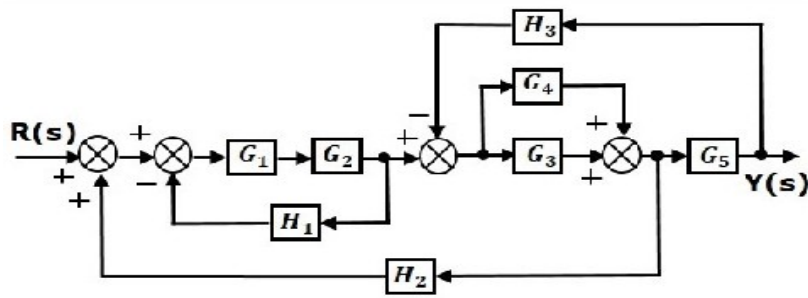 H₃
G₄
R(s)
+
+
+
−
G₁
G₂
+
−
G₃
+
+
G₅
Y(s)
+
−
H₁
H₂